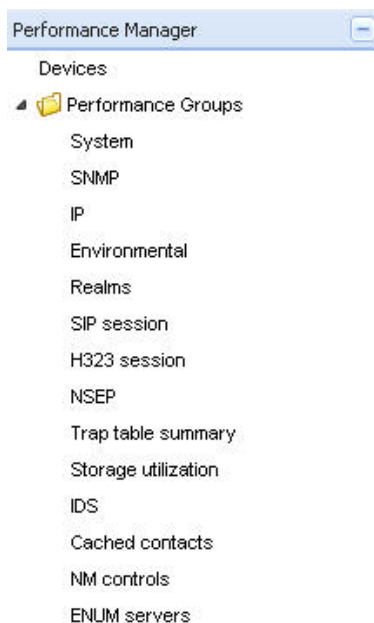 Performance Manager
Devices
Performance Groups
System
SNMP
IP
Environmental
Realms
SIP session
H323 session
NSEP
Trap table summary
Storage utilization
IDS
Cached contacts
NM controls
ENUM servers